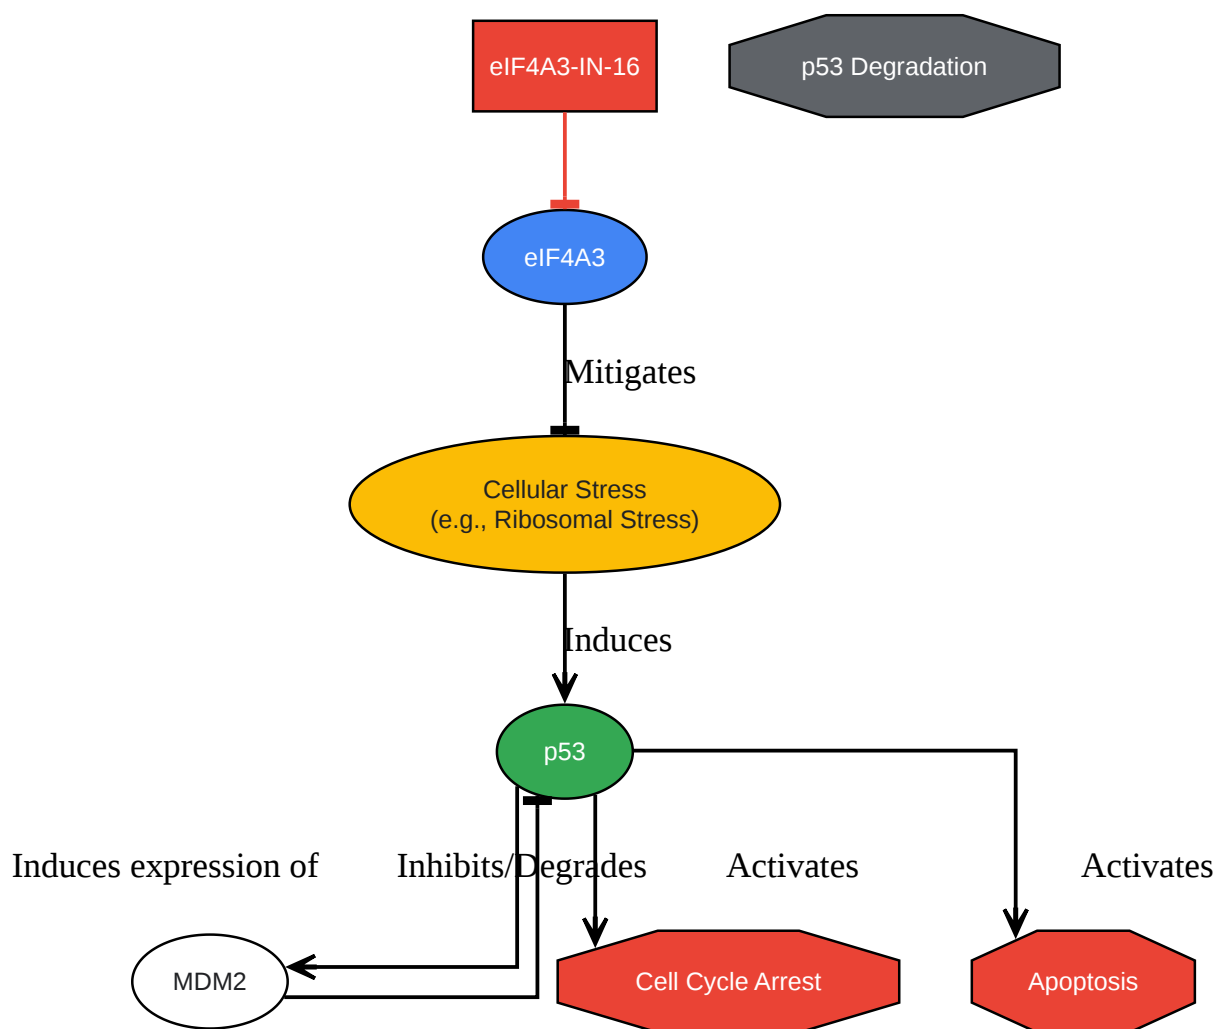 eIF4A3-IN-16
p53 Degradation
eIF4A3
Mitigates
Cellular Stress
(e.g., Ribosomal Stress)
Induces
p53
Induces expression of
Inhibits/Degrades
Activates
Activates
MDM2
Cell Cycle Arrest
Apoptosis